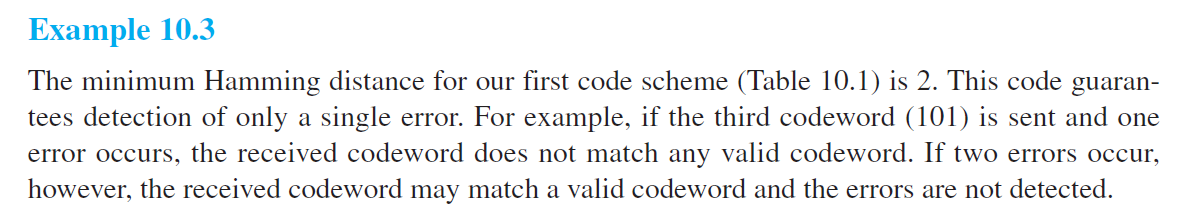 Example 10.3
The minimum Hamming distance for our first code scheme (Table 10.1) is 2. This code guaran-
tees detection of only a single error. For example, if the third codeword (101) is sent and one
error occurs, the received codeword does not match any valid codeword. If two errors occur,
however, the received codeword may match a valid codeword and the errors are not detected.